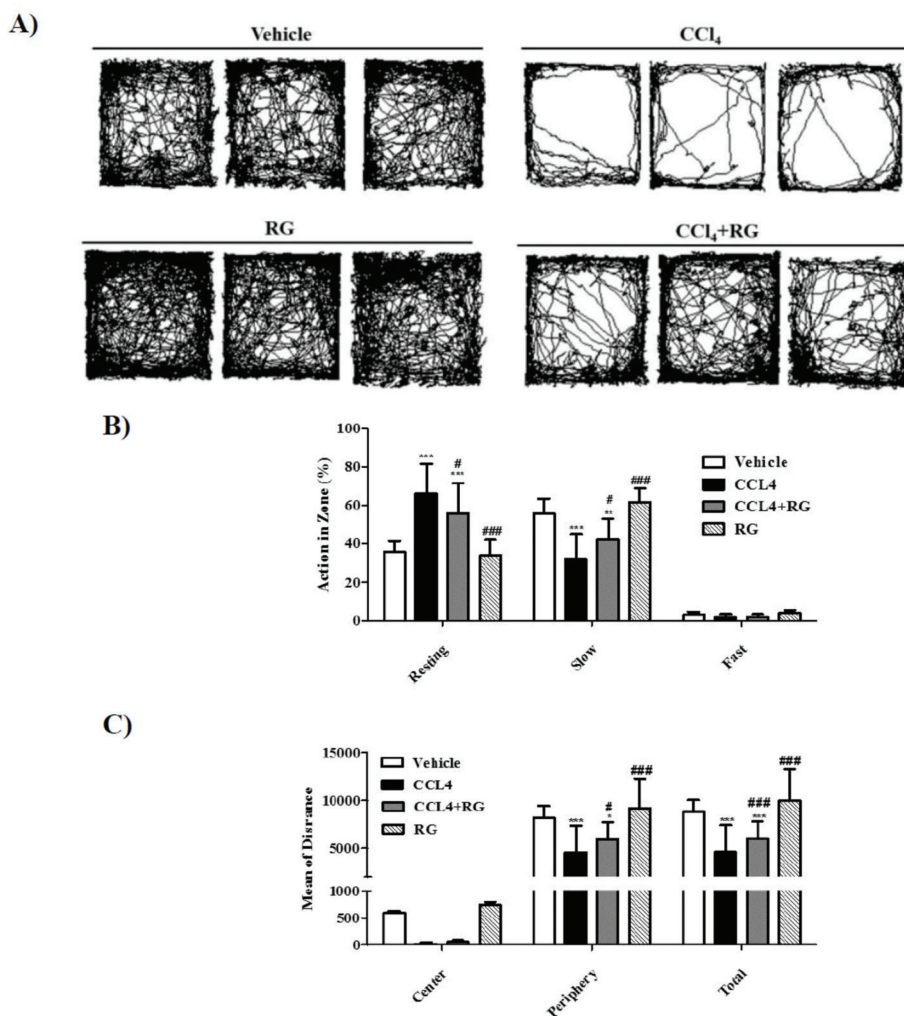 A)
Vehicle
CCl₄
RG
CCl₄+RG
B)
Action in Zone (%)
100
80
60
40
20
0
***
#
***
###
***
#
**
###
Vehicle
CCL4
CCL4+RG
RG
Resting
Slow
Fast
C)
Mean of Disrance
15000
10000
5000
1000
500
0
Vehicle
CCL4
CCL4+RG
RG
***
#
*
###
***
###
***
###
Center
Periphery
Total